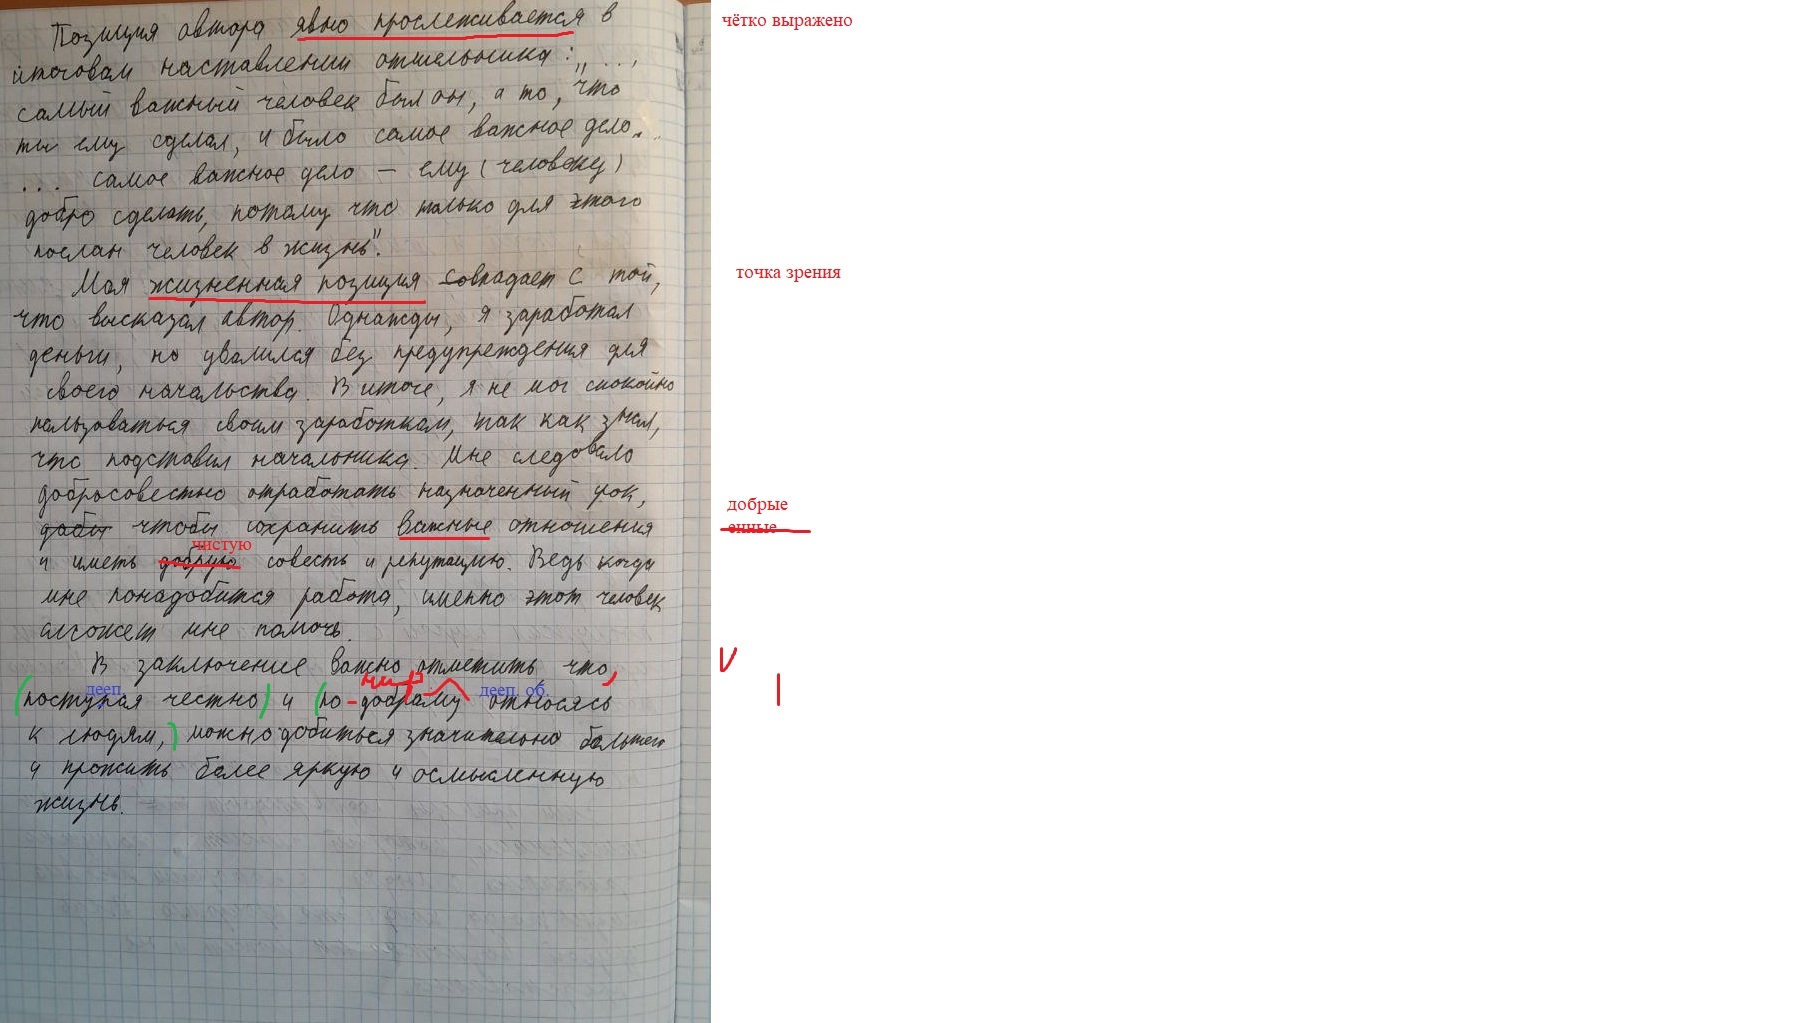 Позиция автора явно прослеживается в
чётко выражено
итоговом наставлении отшельника: „...,
самый важный человек был он, а то, что
ты ему сделал, и было самое важное дело...
... самое важное дело – ему (человеку)
добро сделать, потому что только для этого
послан человек в жизнь".
Моя жизненная позиция совпадает с той,
точка зрения
что высказал автор. Однажды, я заработал
деньги, но уволился без предупреждения для
своего начальства. В итоге, я не мог спокойно
пользоваться своим заработком, так как знал,
что подставил начальника. Мне следовало
добросовестно отработать назначенный срок,
добрые
дабы чтобы сохранить важные отношения
енные
чистую
и иметь добрую совесть и репутацию. Ведь когда
мне понадобится работа, именно этот человек
сможет мне помочь.
В заключение важно отметить, что,
V
дееп.
дееп. об.
(поступая честно) и (по-доброму относясь
к людям,) можно добиться значительно большего
и прожить более яркую и осмысленную
жизнь.